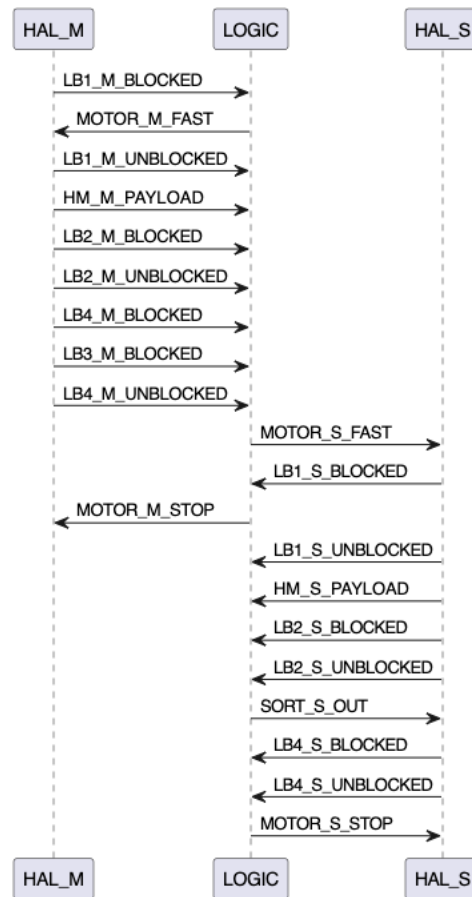 HAL_M LOGIC HAL_S
LB1_M_BLOCKED
MOTOR_M_FAST
LB1_M_UNBLOCKED
HM_M_PAYLOAD
LB2_M_BLOCKED
LB2_M_UNBLOCKED
LB4_M_BLOCKED
LB3_M_BLOCKED
LB4_M_UNBLOCKED
MOTOR_S_FAST
LB1_S_BLOCKED
MOTOR_M_STOP
LB1_S_UNBLOCKED
HM_S_PAYLOAD
LB2_S_BLOCKED
LB2_S_UNBLOCKED
SORT_S_OUT
LB4_S_BLOCKED
LB4_S_UNBLOCKED
MOTOR_S_STOP
HAL_M LOGIC HAL_S